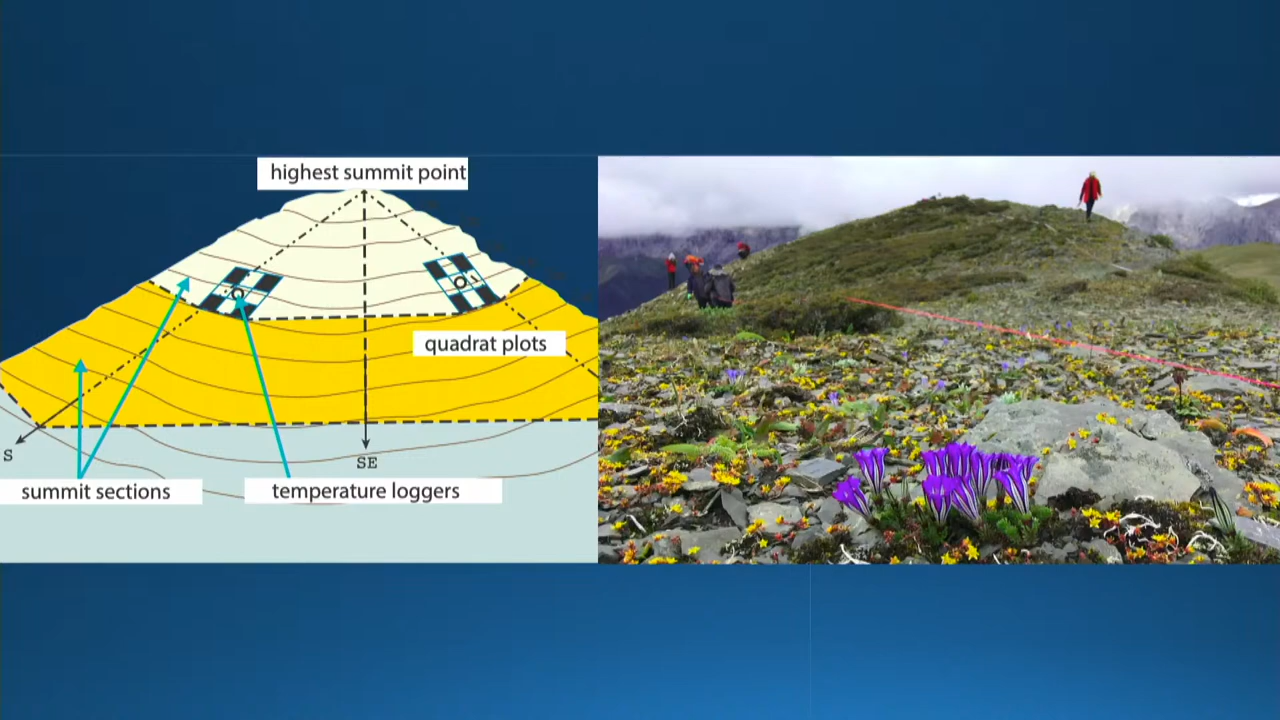 highest summit point
quadrat plots
S
SE
summit sections
temperature loggers